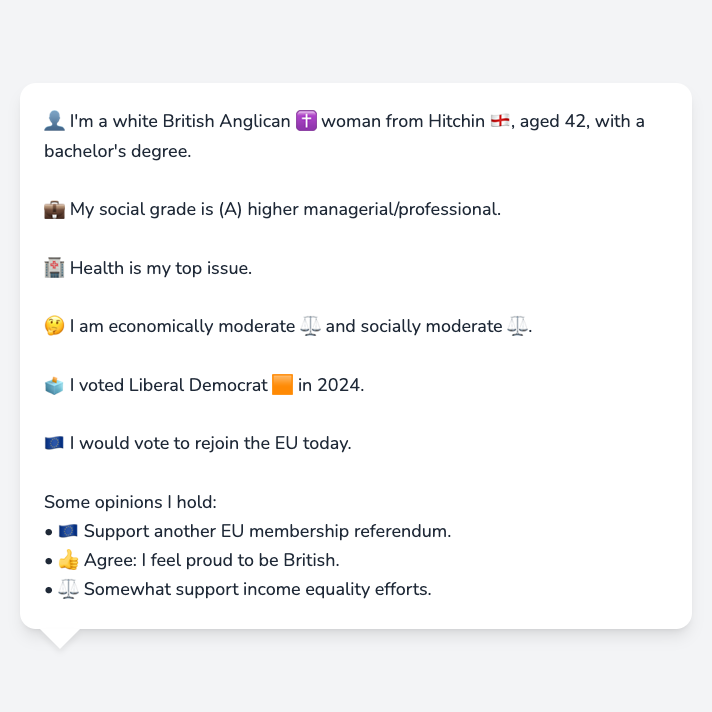 👤 I'm a white British Anglican ✝️ woman from Hitchin 🏴󠁧󠁢󠁥󠁮󠁧󠁿, aged 42, with a
bachelor's degree.
💼 My social grade is (A) higher managerial/professional.
🏥 Health is my top issue.
🤔 I am economically moderate ⚖️ and socially moderate ⚖️.
🗳️ I voted Liberal Democrat 🟧 in 2024.
🇪🇺 I would vote to rejoin the EU today.
Some opinions I hold:
• 🇪🇺 Support another EU membership referendum.
• 👍 Agree: I feel proud to be British.
• ⚖️ Somewhat support income equality efforts.